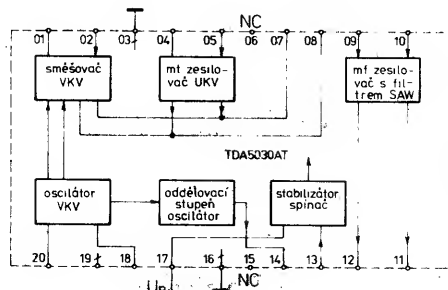 NC
01 02 03 04 05 06 07 08 09 10
směšovač
VKV
mf zesilo-
vač UKV
mf zesilo-
vač s fil-
trem SAW
TDA5030AT
oscilátor
VKV
oddělovací
stupeň
oscilátor
stabilizátor
spínač
20 19 18 17 16 15 14 13 12 11
NC